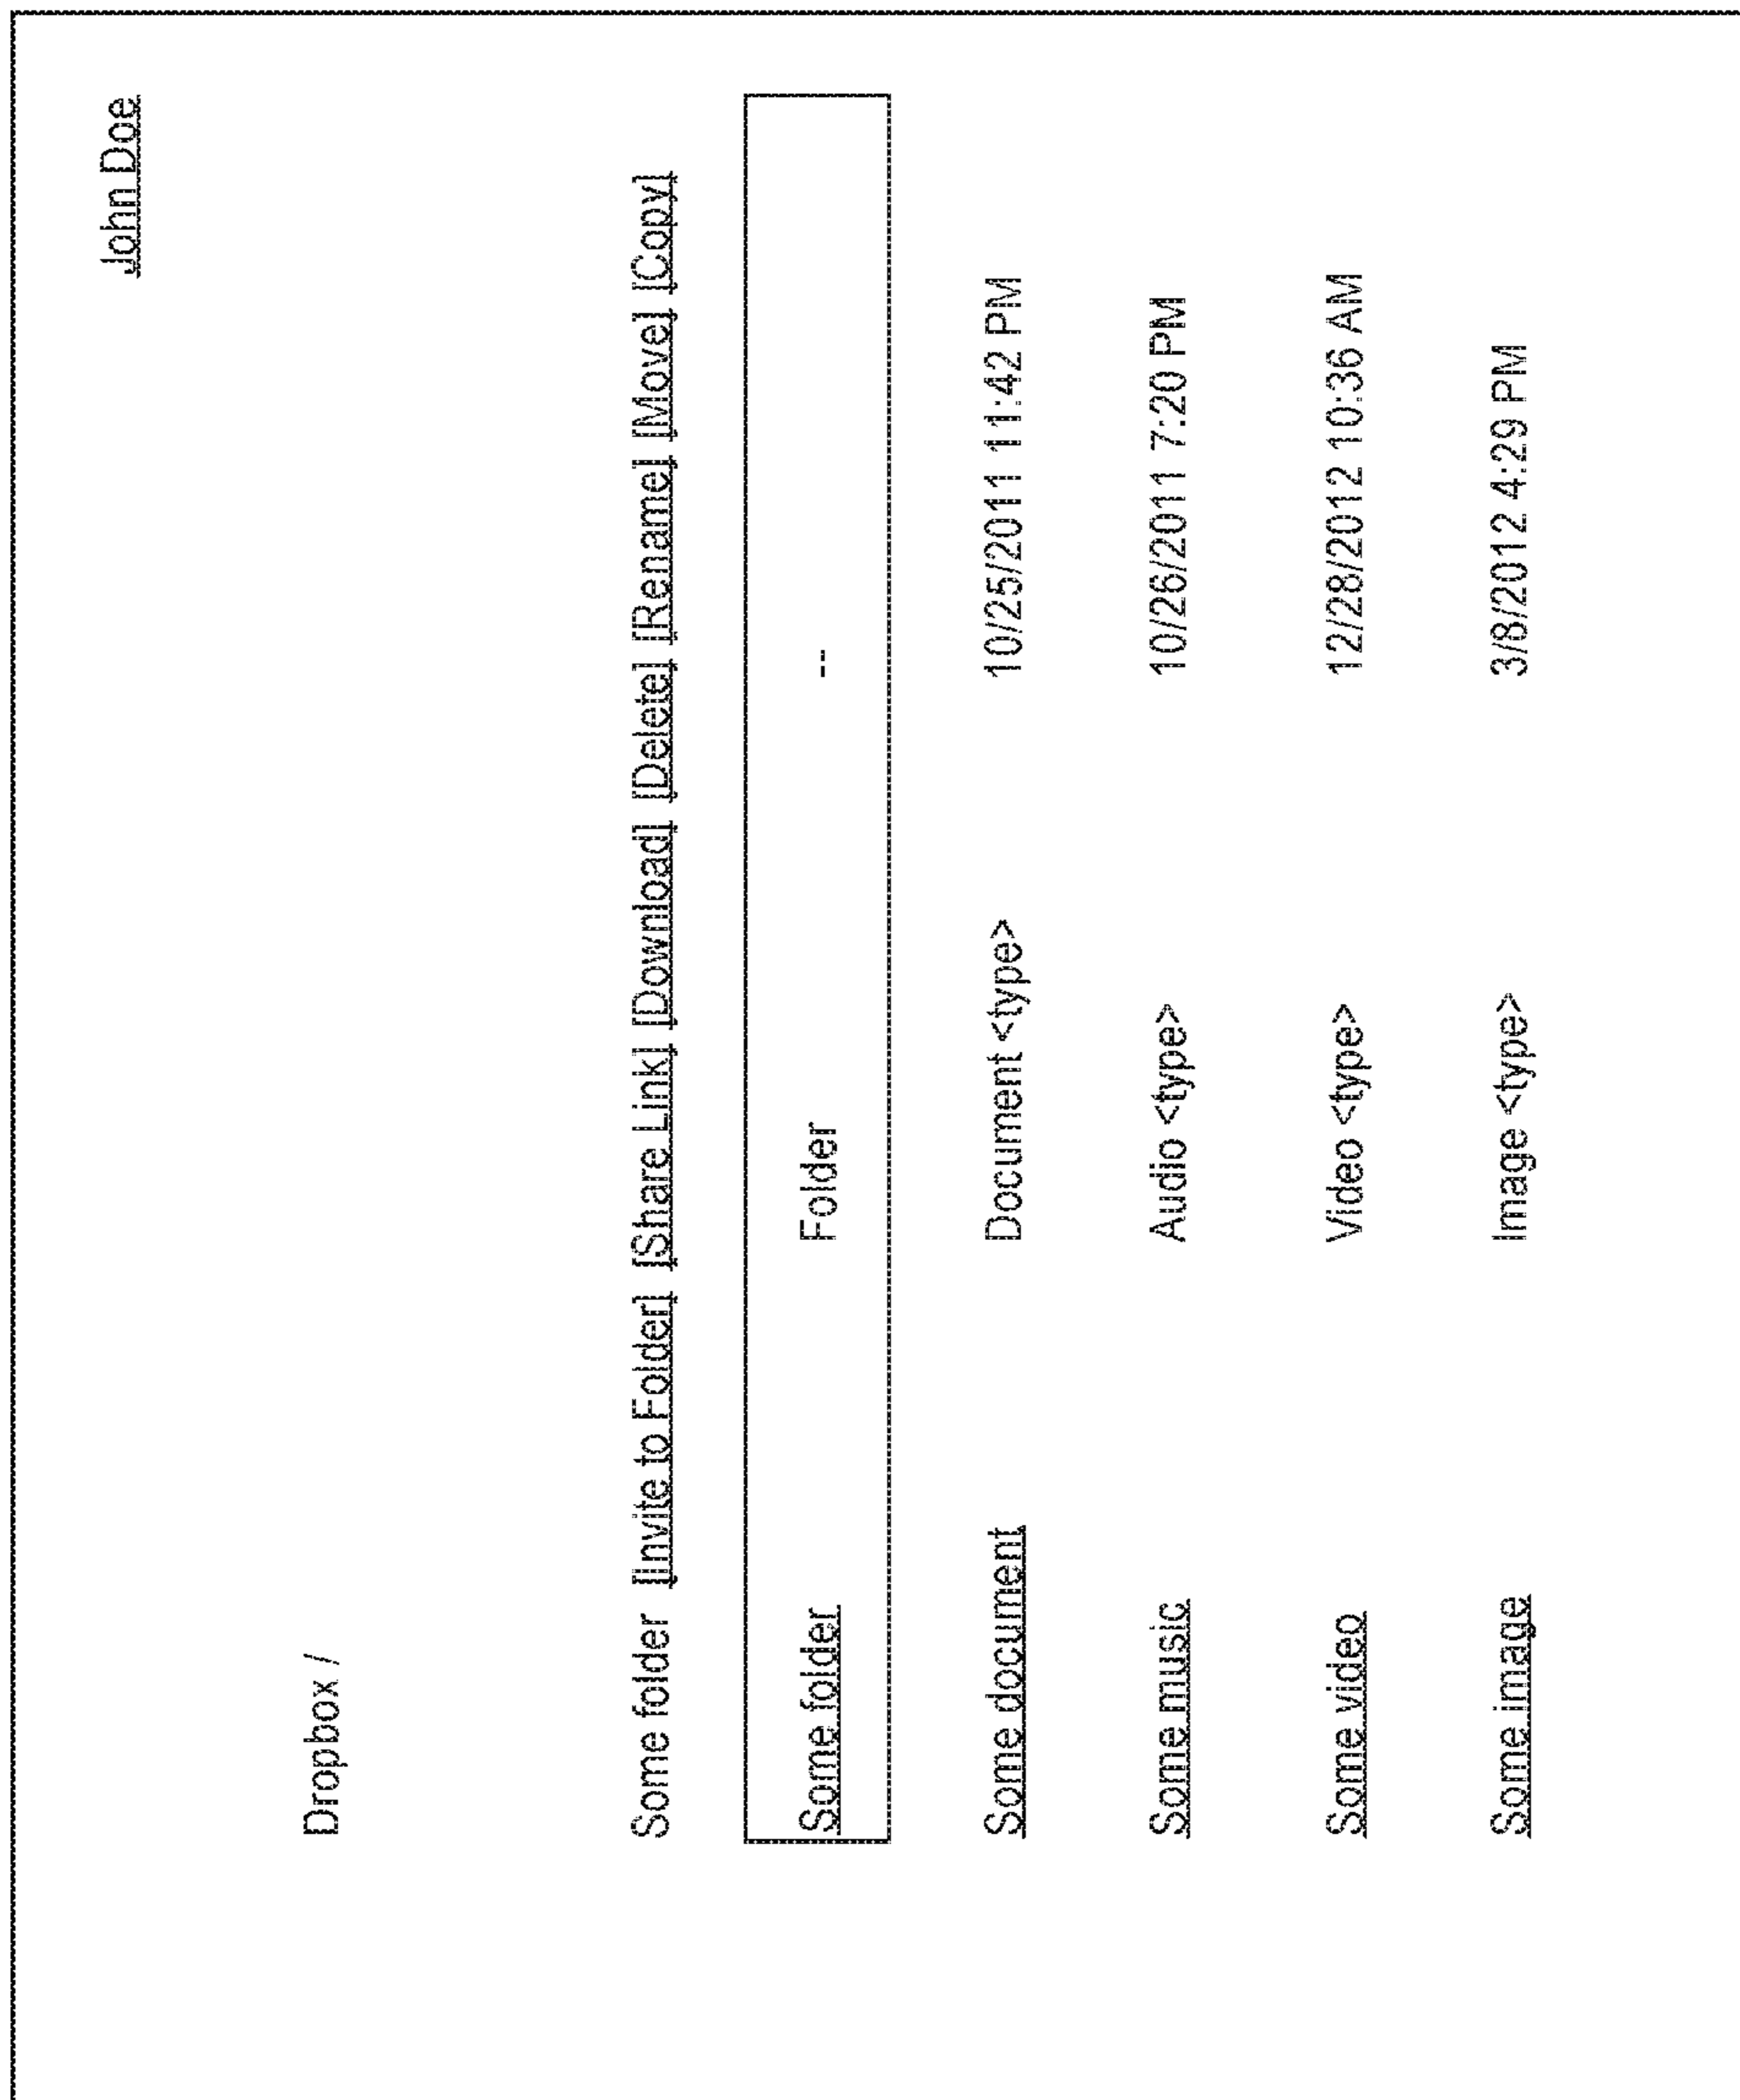 John Doe
Dropbox /
Some folder [Invite to Folder] [Share Link] [Download] [Delete] [Rename] [Move] [Copy]
Some folder Folder --
Some document Document <type> 10/25/2011 11:42 PM
Some music Audio <type> 10/26/2011 7:20 PM
Some video Video <type> 12/28/2012 10:36 AM
Some image Image <type> 3/8/2012 4:29 PM